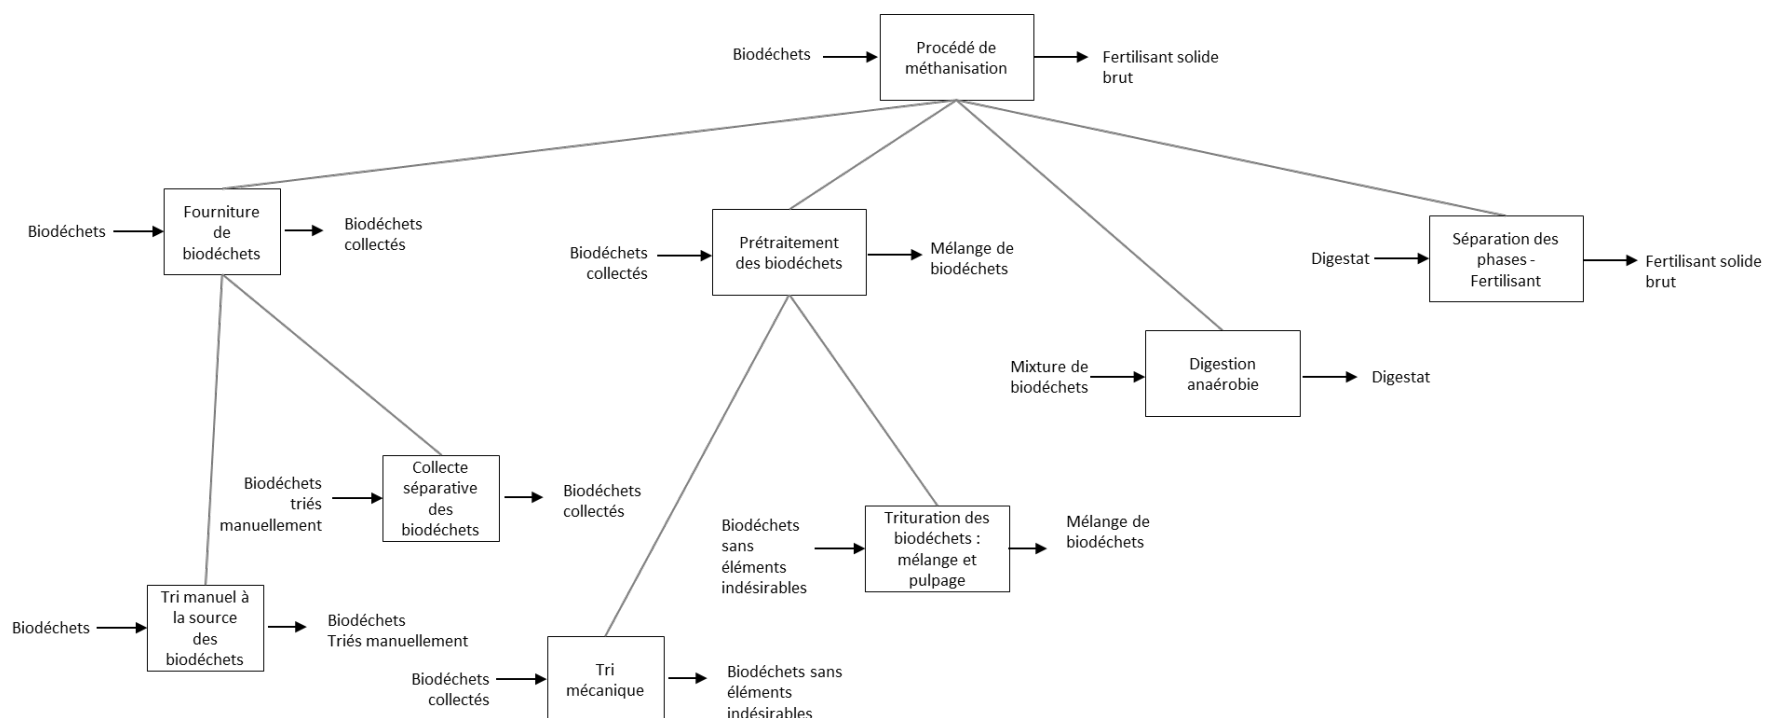 Biodéchets
Procédé de
méthanisation
Fertilisant solide
brut
Biodéchets
Fourniture
de
biodéchets
Biodéchets
collectés
Biodéchets
collectés
Prétraitement
des biodéchets
Mélange de
biodéchets
Digestat
Séparation des
phases -
Fertilisant
Fertilisant solide
brut
Mixture de
biodéchets
Digestion
anaérobie
Digestat
Biodéchets
triés
manuellement
Collecte
séparative
des
biodéchets
Biodéchets
collectés
Biodéchets
sans
éléments
indésirables
Trituration des
biodéchets :
mélange et
pulpage
Mélange de
biodéchets
Biodéchets
Tri manuel à
la source
des
biodéchets
Biodéchets
Triés manuellement
Biodéchets
collectés
Tri
mécanique
Biodéchets sans
éléments
indésirables